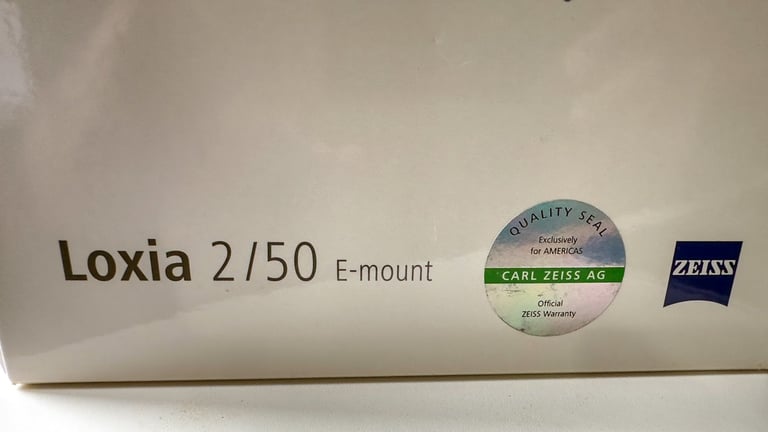 Loxia 2/50 E-mount
QUALITY SEAL
Exclusively
for AMERICAS
CARL ZEISS AG
Official
ZEISS Warranty
ZEISS